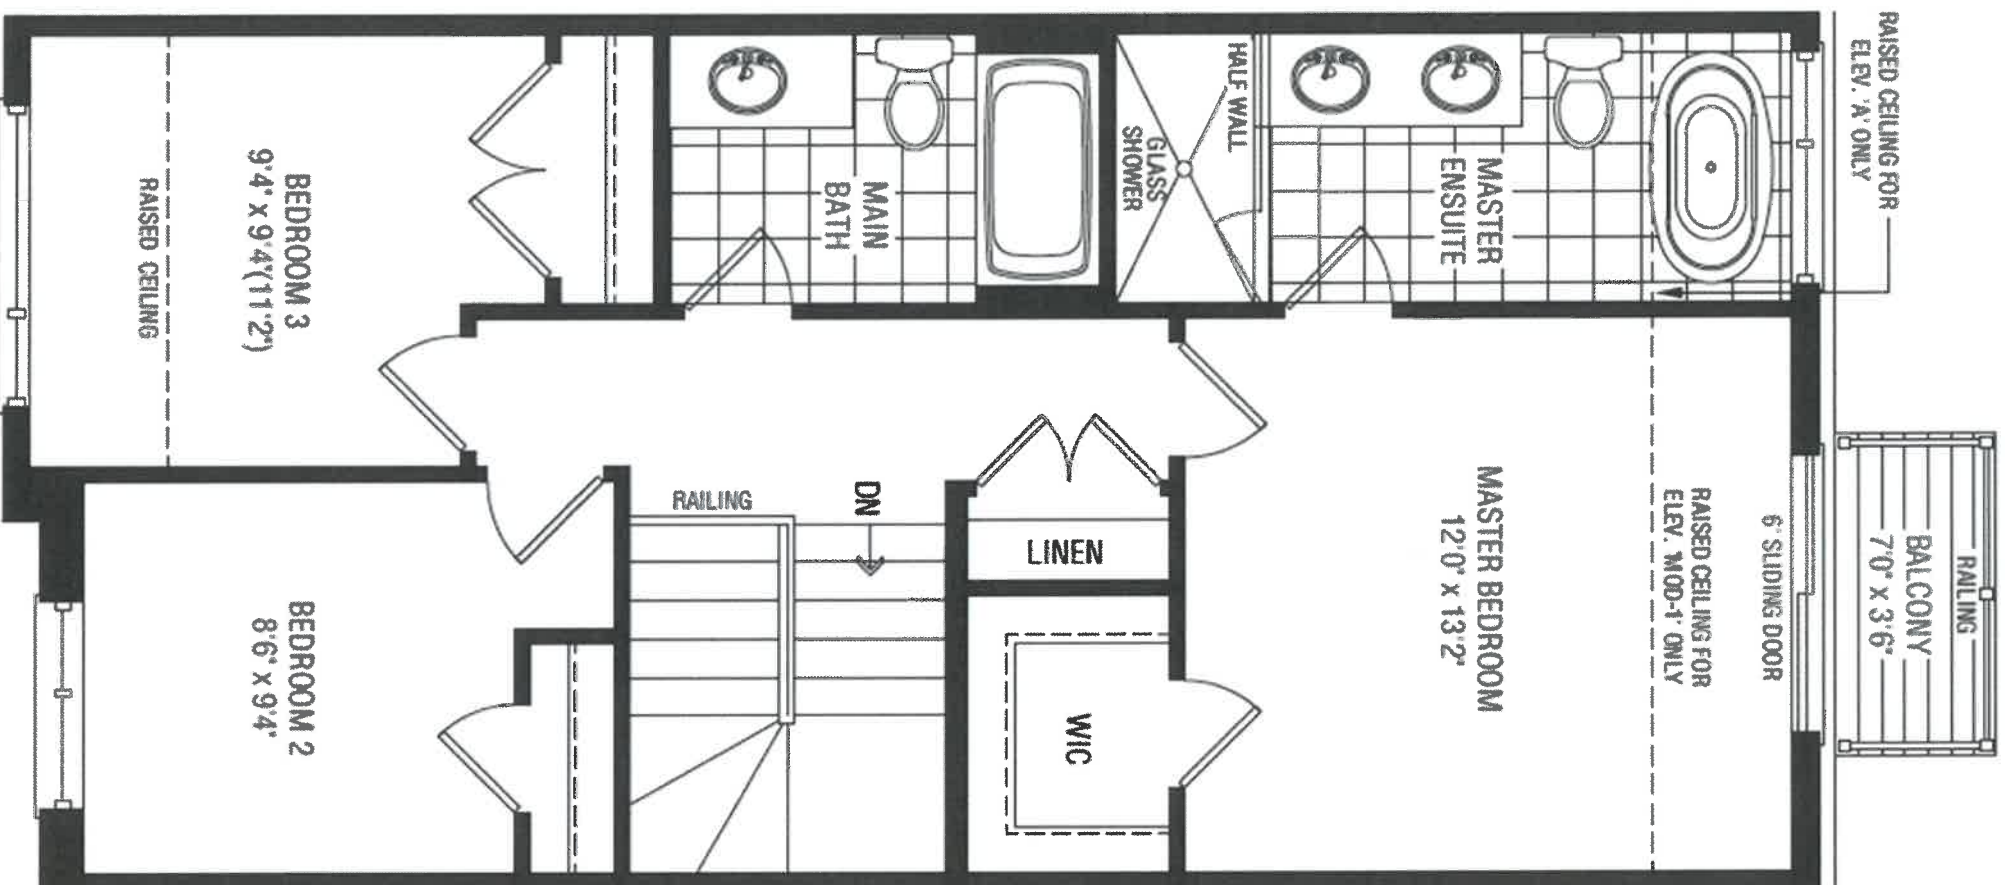 RAISED CEILING FOR
ELEV. 'A' ONLY
HALF WALL
GLASS
SHOWER
MASTER
ENSUITE
MAIN
BATH
BEDROOM 3
9'4" x 9'4"(11'2")
RAISED CEILING
RAILING
DN
LINEN
WIC
MASTER BEDROOM
12'0" x 13'2"
RAISED CEILING FOR
ELEV. 'MOD-1' ONLY
6' SLIDING DOOR
RAILING
BALCONY
7'0" x 3'6"
BEDROOM 2
8'6" x 9'4"